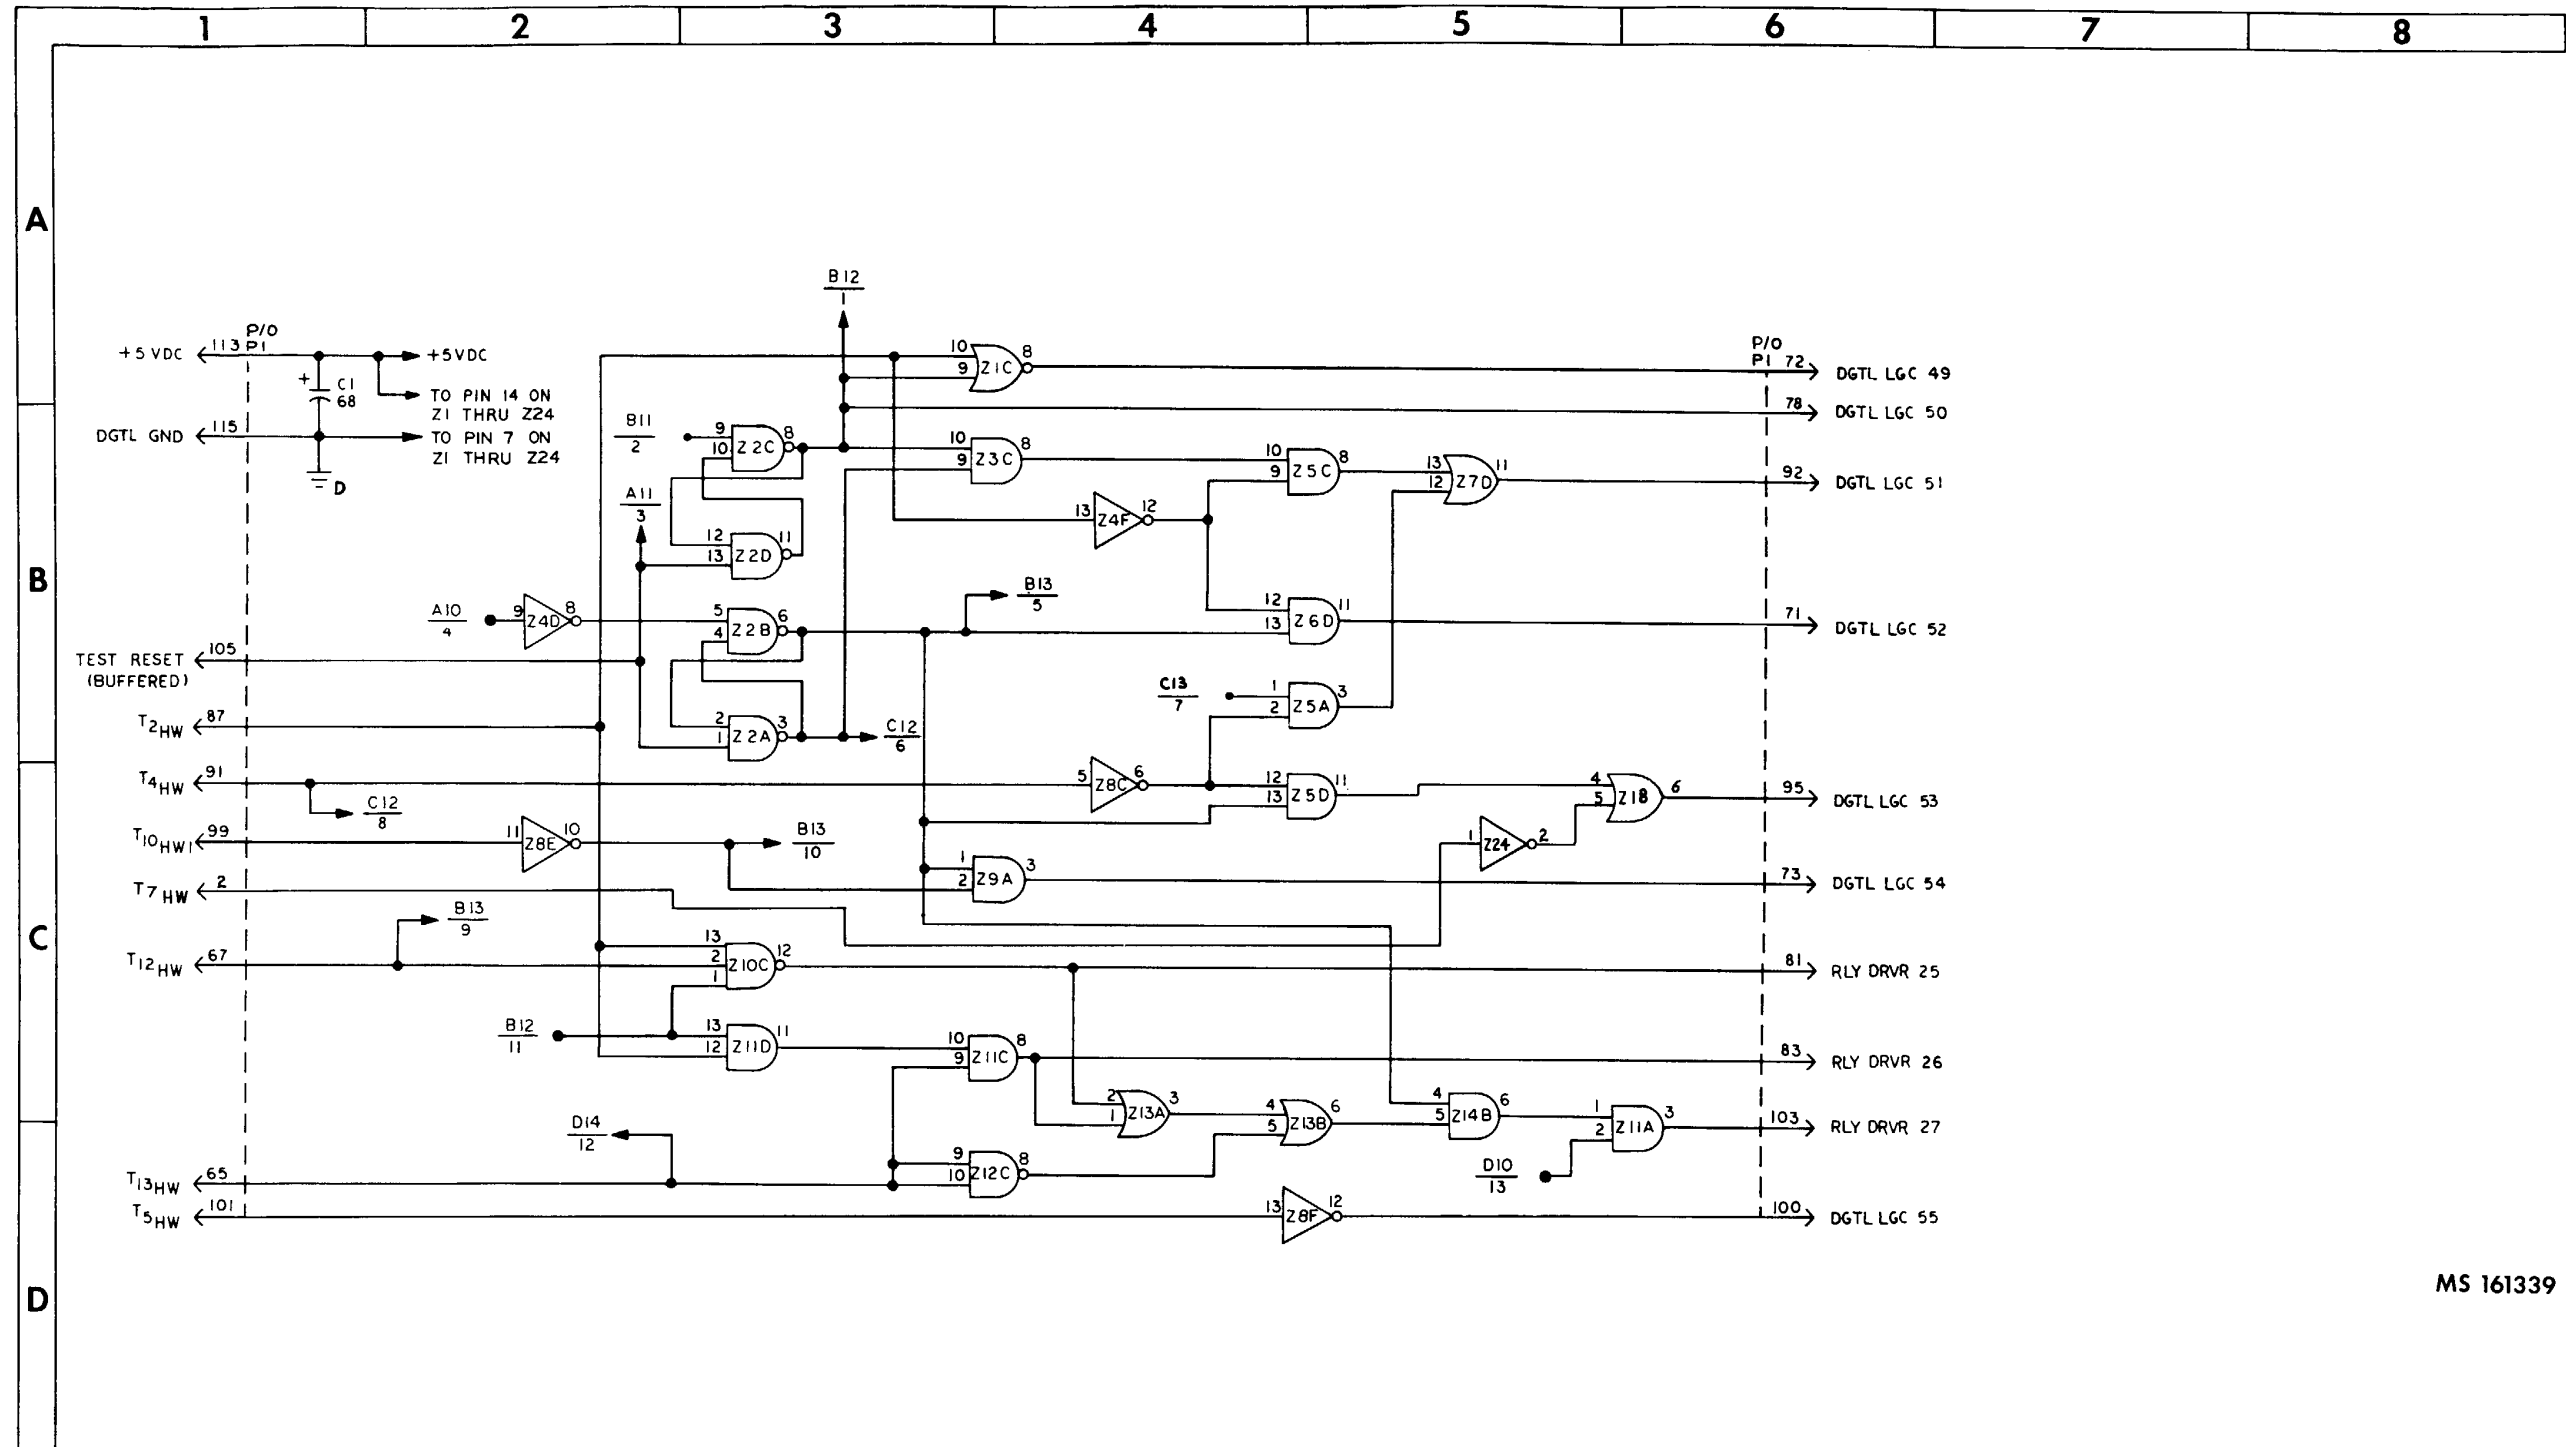 1 2 3 4 5 6 7 8
A
B
C
D
B12
1
P/O
P1
+5 VDC 113
+5VDC
+ C1
68
TO PIN 14 ON
Z1 THRU Z24
DGTL GND 115
TO PIN 7 ON
Z1 THRU Z24
D
10
9 Z1C 8
P/O
P1 72 DGTL LGC 49
78 DGTL LGC 50
B11
2
9
10 Z2C 8
10
9 Z3C 8
10
9 Z5C 8
13
12 Z7D 11
92 DGTL LGC 51
A11
3
13 Z4F 12
12
13 Z2D 11
B13
5
A10
4
9 Z4D 8
5
4 Z2B 6
12
13 Z6D 11
71 DGTL LGC 52
TEST RESET 105
(BUFFERED)
C13
7
1
2 Z5A 3
T2HW 87
2
1 Z2A 3
C12
6
T4HW 91
C12
8
5 Z8C 6
12
13 Z5D 11
4
5 Z18 6
95 DGTL LGC 53
T10HW1 99
11 Z8E 10
B13
10
1 Z24 2
1
2 Z9A 3
73 DGTL LGC 54
T7HW 2
B13
9
T12HW 67
13
2
1 Z10C 12
81 RLY DRVR 25
B12
11
13
12 Z11D 11
10
9 Z11C 8
83 RLY DRVR 26
2
1 Z13A 3
4
5 Z13B 6
4
5 Z14B 6
1
2 Z11A 3
103 RLY DRVR 27
D14
12
9
10 Z12C 8
D10
13
T13HW 65
T5HW 101
13 Z8F 12
100 DGTL LGC 55
MS 161339